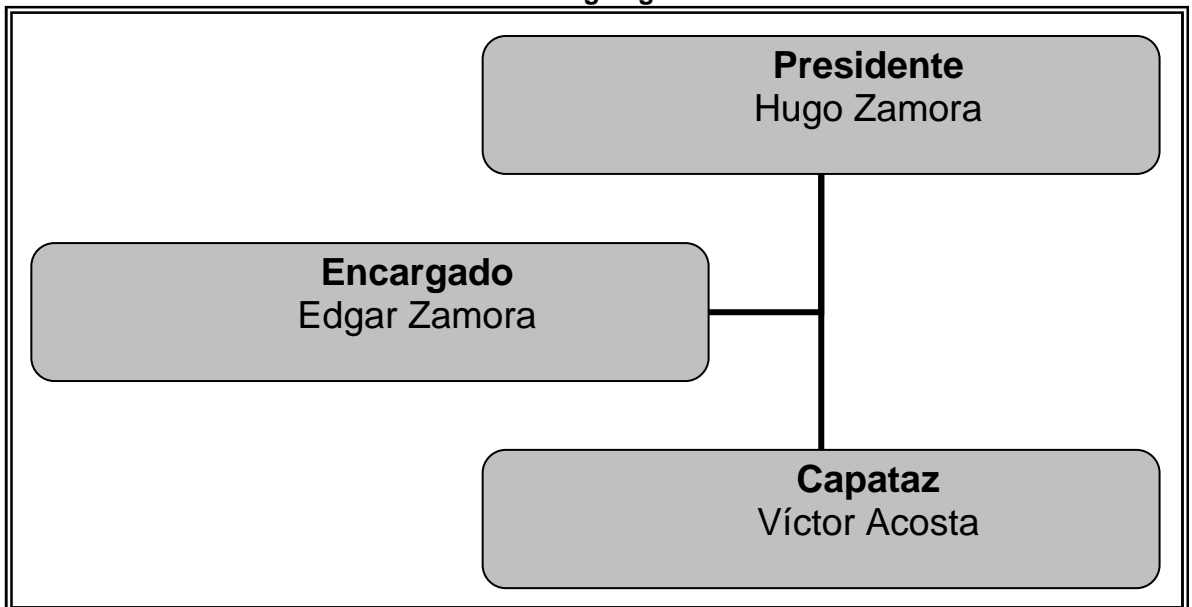 Presidente
Hugo Zamora
Encargado
Edgar Zamora
Capataz
Víctor Acosta